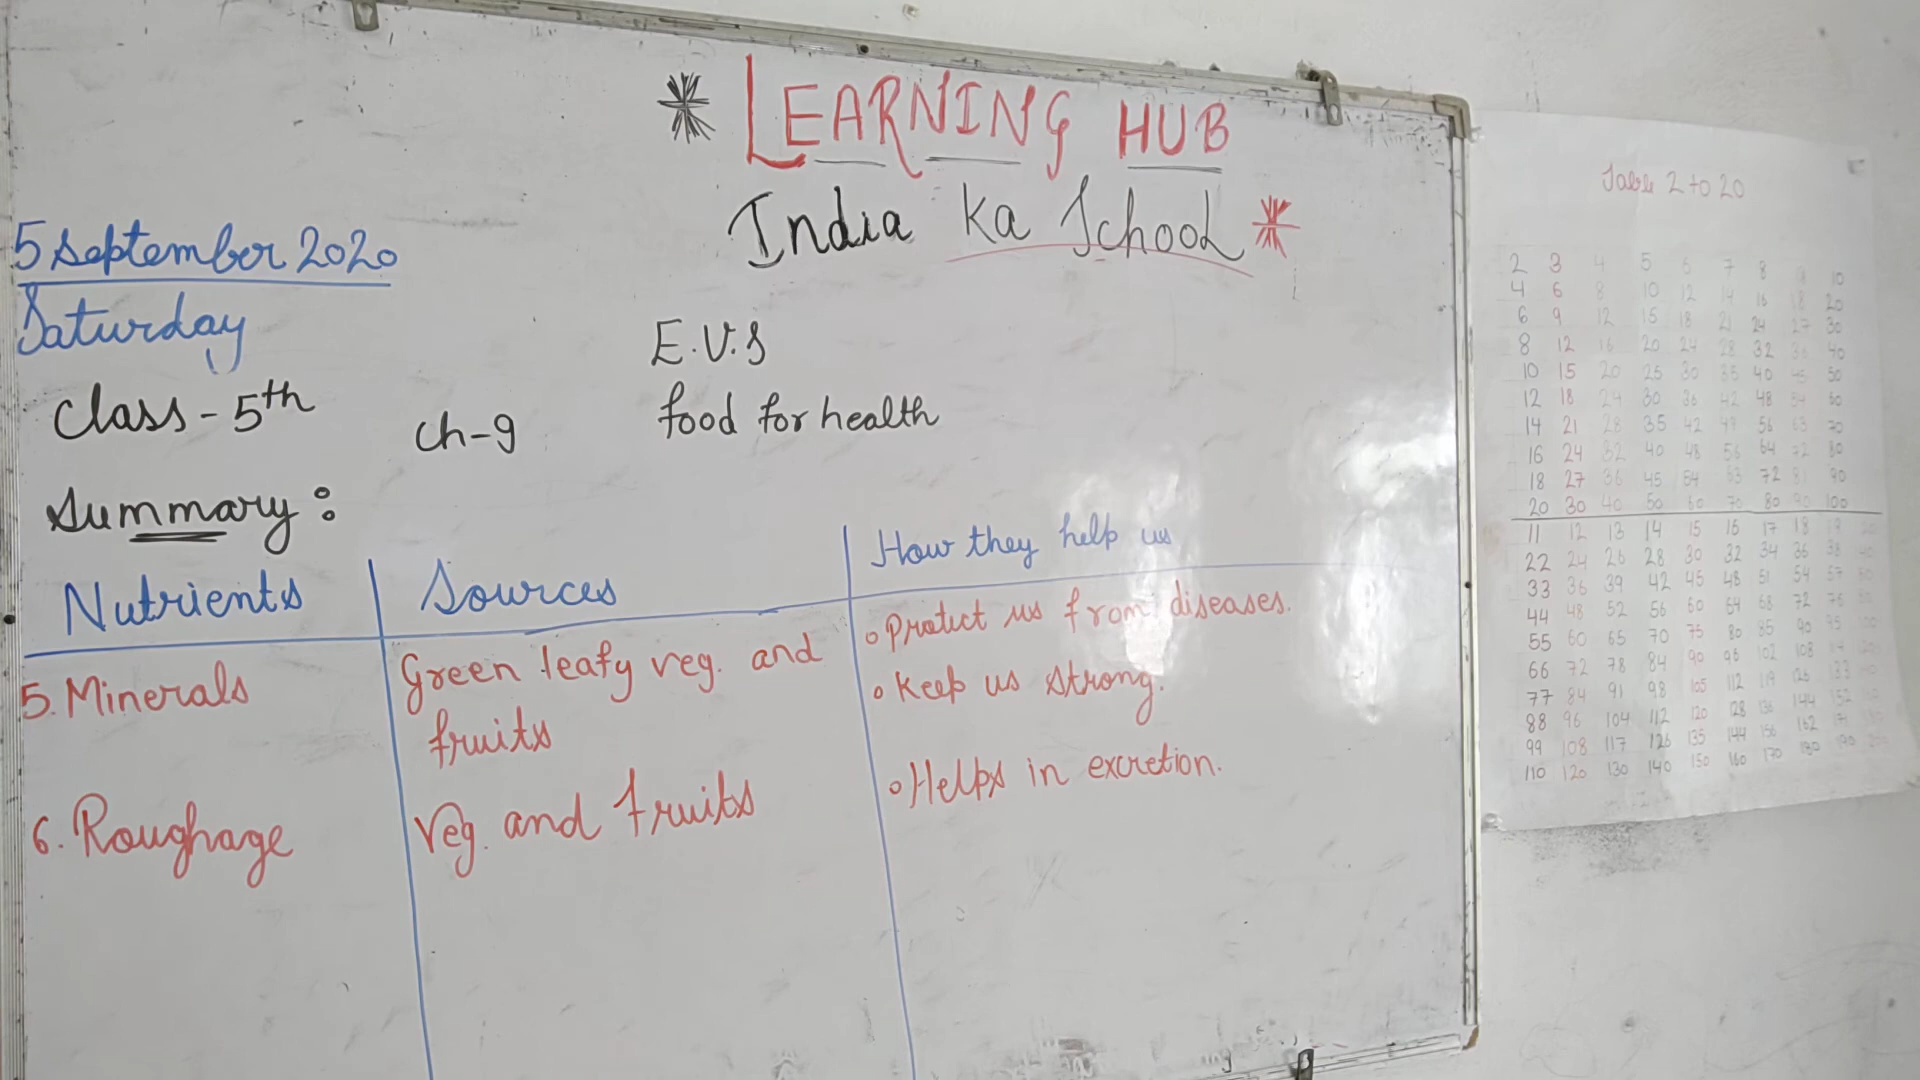 * LEARNING HUB
India ka School *
5 September 2020
Saturday
E.V.S
Class - 5th
Ch-9
food for health
Summary :
Nutrients
Sources
How they help us
5. Minerals
Green leafy veg. and
fruits
o Protect us from diseases.
o Keep us strong.
6. Roughage
Veg. and fruits
o Helps in excretion.
Table 2 to 20
2 3 4 5 6 7 8 10
4 6 8 10 12 14 16 18 20
6 9 12 15 18 21 24 27 30
8 12 16 20 24 28 32 40
10 15 20 25 30 35 40 45 50
12 18 24 30 36 42 48 54
14 21 28 35 42 56 63 70
16 24 32 40 48 56 64 72 80
18 27 36 45 54 63 72 81 90
20 30 40 50 60 70 80 90 100
11 12 13 14 15 16 17 18 19
22 24 26 28 30 32 34 36 38
33 36 39 42 45 48 51 54 57
44 48 52 56 60 64 68 72 76
55 60 65 70 75 80 85 90 95
66 72 78 84 90 96 102 108
77 84 91 98 105 112 119 126 133
88 96 104 112 120 128 136 144 152
99 108 117 126 135 144 162
110 120 130 140 150 160 170 180 190